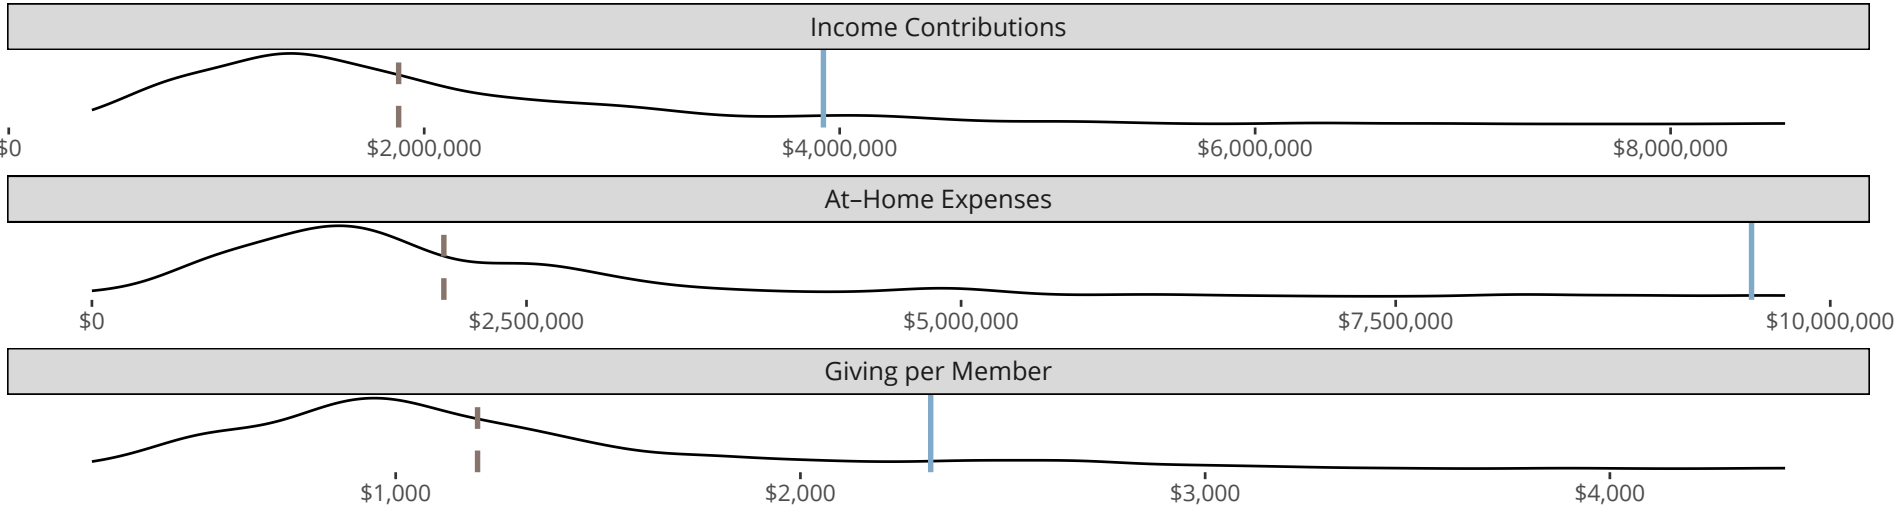 Income Contributions
$0 $2,000,000 $4,000,000 $6,000,000 $8,000,000
At–Home Expenses
$0 $2,500,000 $5,000,000 $7,500,000 $10,000,000
Giving per Member
$1,000 $2,000 $3,000 $4,000